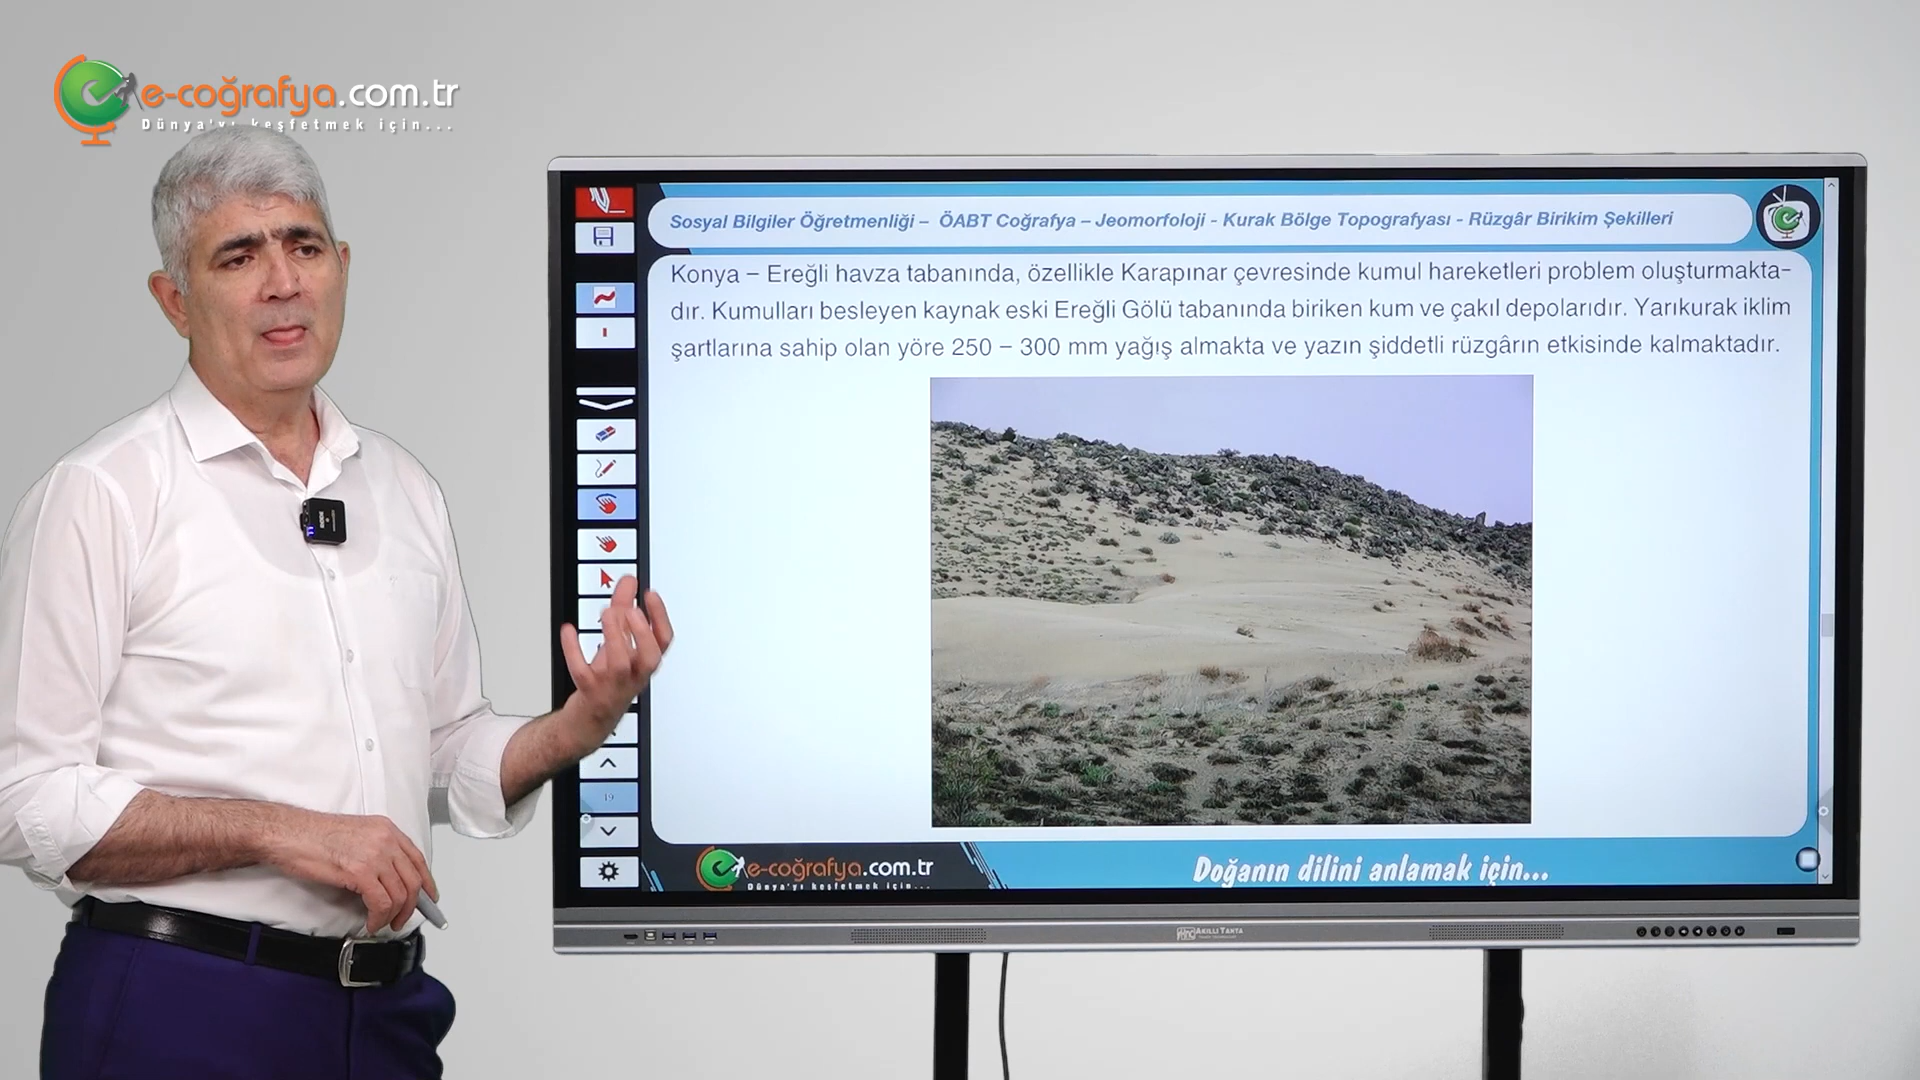 e-coğrafya.com.tr
Dünya'yı keşfetmek için...
Sosyal Bilgiler Öğretmenliği – ÖABT Coğrafya – Jeomorfoloji - Kurak Bölge Topografyası - Rüzgâr Birikim Şekilleri
Konya – Ereğli havza tabanında, özellikle Karapınar çevresinde kumul hareketleri problem oluşturmakta-
dır. Kumulları besleyen kaynak eski Ereğli Gölü tabanında biriken kum ve çakıl depolarıdır. Yarıkurak iklim
şartlarına sahip olan yöre 250 – 300 mm yağış almakta ve yazın şiddetli rüzgârın etkisinde kalmaktadır.
19
e-coğrafya.com.tr
Dünya'yı keşfetmek için...
Doğanın dilini anlamak için...
AKILLI TAHTA